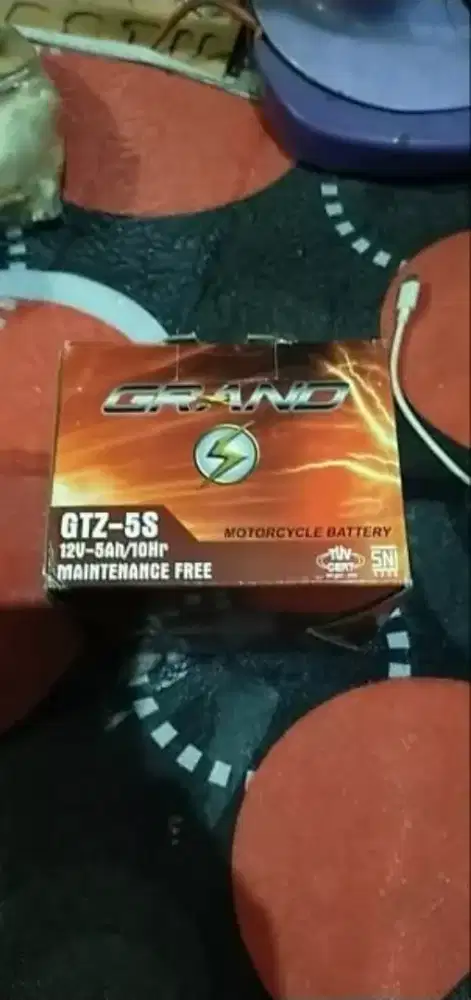 GRAND
GTZ-5S
MOTORCYCLE BATTERY
12V-5Ah/10Hr
MAINTENANCE FREE
TÜV
CERT
SNI